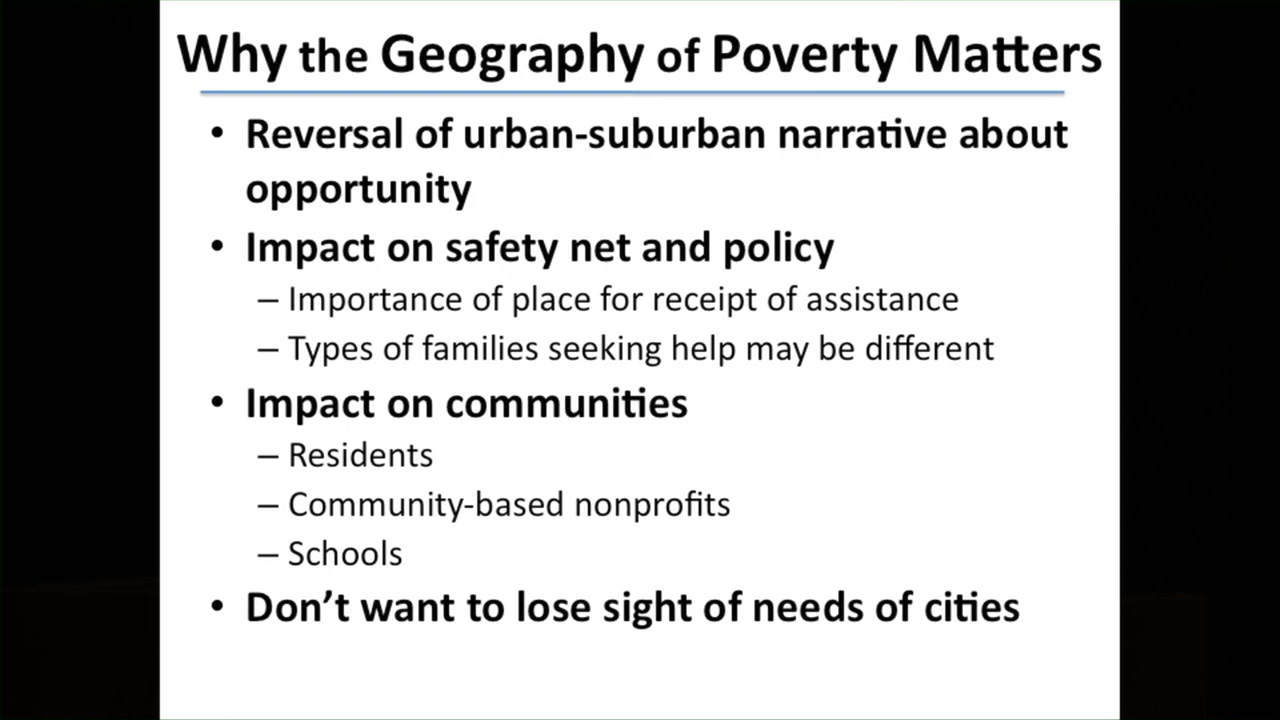 Why the Geography of Poverty Matters
• Reversal of urban-suburban narrative about
opportunity
• Impact on safety net and policy
– Importance of place for receipt of assistance
– Types of families seeking help may be different
• Impact on communities
– Residents
– Community-based nonprofits
– Schools
• Don’t want to lose sight of needs of cities